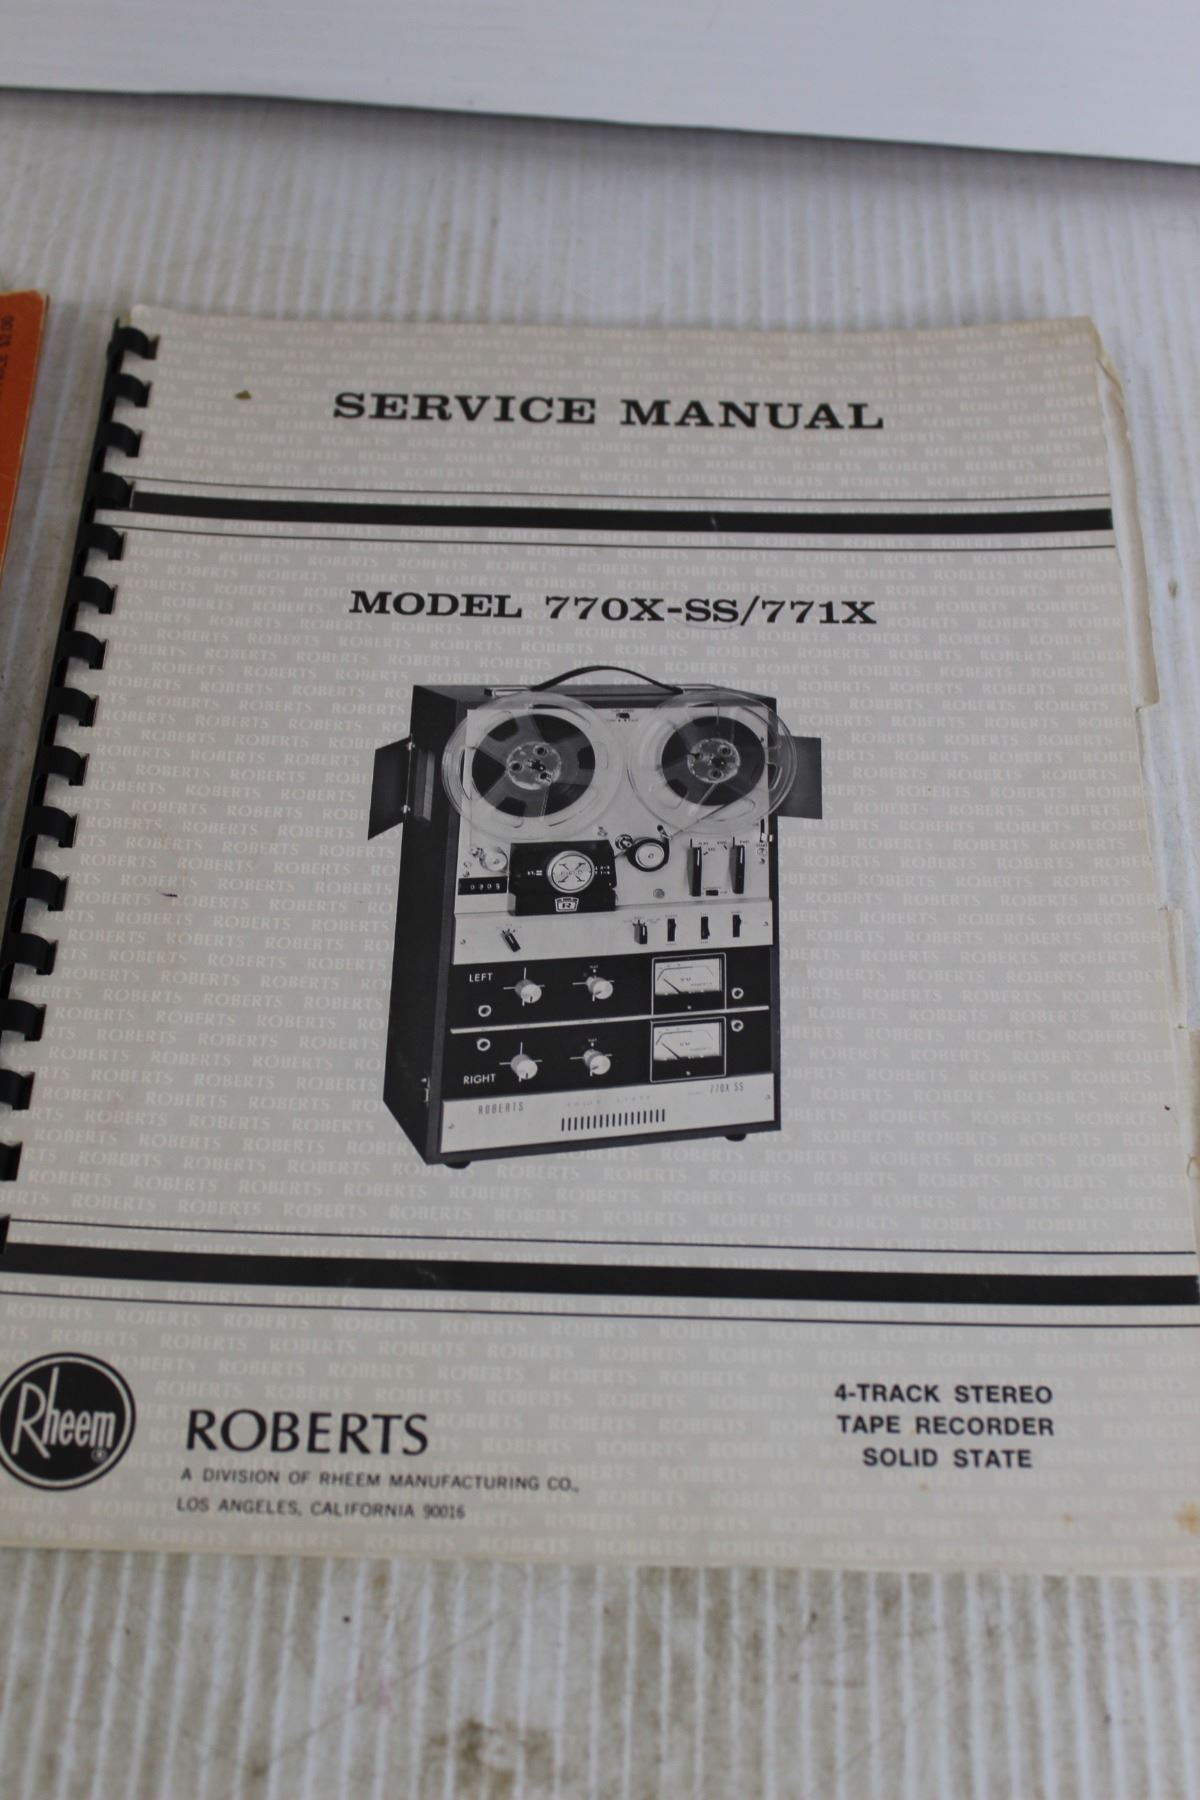 SERVICE MANUAL
MODEL 770X-SS/771X
LEFT
RIGHT
ROBERTS
770X SS
Rheem
ROBERTS
A DIVISION OF RHEEM MANUFACTURING CO.,
LOS ANGELES, CALIFORNIA 90016
4-TRACK STEREO
TAPE RECORDER
SOLID STATE